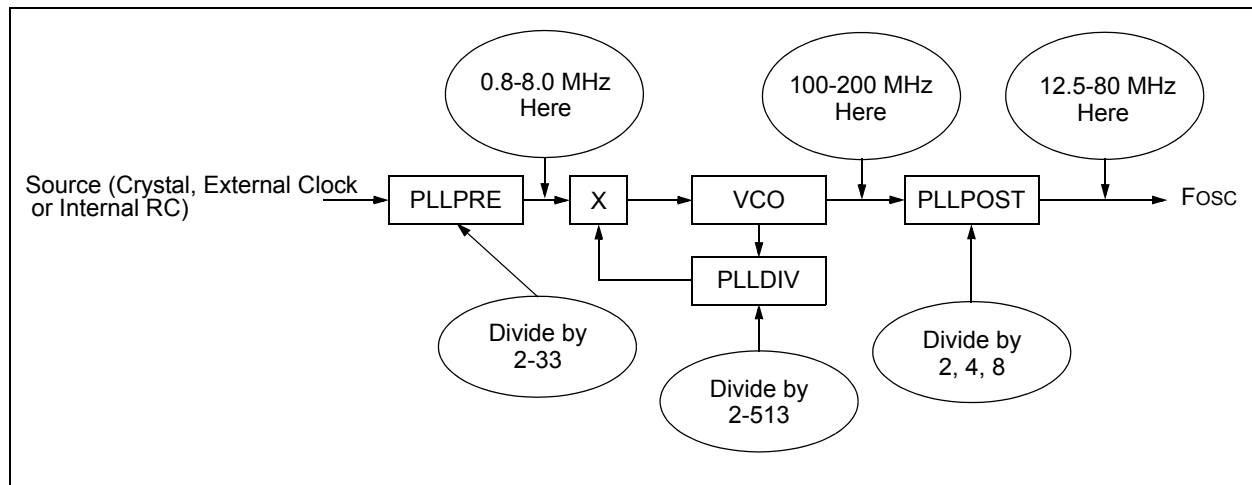 0.8-8.0 MHz
Here
100-200 MHz
Here
12.5-80 MHz
Here
Source (Crystal, External Clock
or Internal RC)
PLLPRE
X
VCO
PLLPOST
FOSC
PLLDIV
Divide by
2-33
Divide by
2-513
Divide by
2, 4, 8